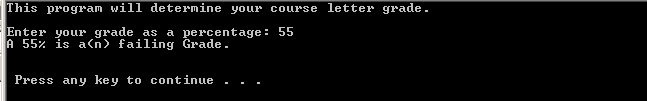 This program will determine your course letter grade.
Enter your grade as a percentage: 55
A 55% is a(n) failing Grade.
Press any key to continue . . .